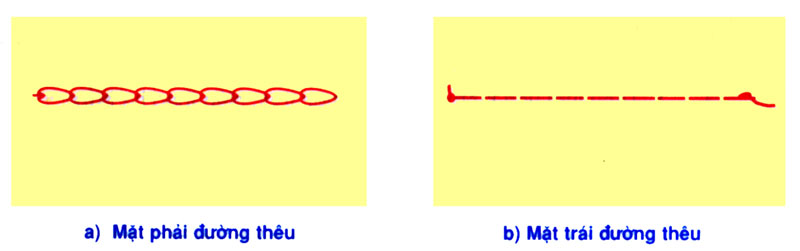 a) Mặt phải đường thêu
b) Mặt trái đường thêu